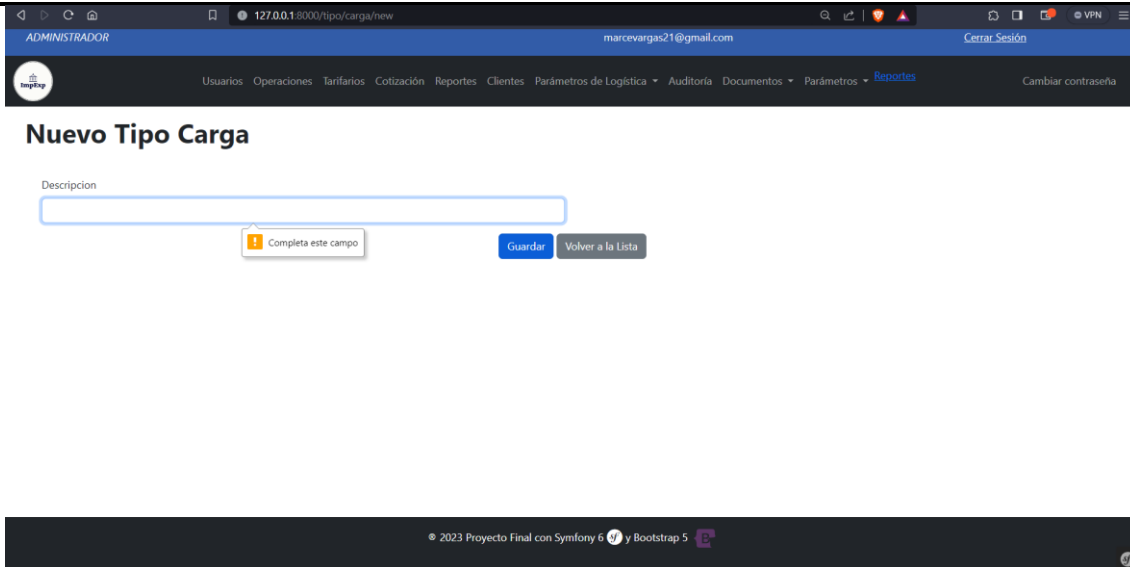 127.0.0.1:8000/tipo/carga/new
VPN
ADMINISTRADOR marcevargas21@gmail.com Cerrar Sesión
ImpExp
Usuarios Operaciones Tarifarios Cotización Reportes Clientes Parámetros de Logística Auditoría Documentos Parámetros Reportes Cambiar contraseña
Nuevo Tipo Carga
Descripcion
! Completa este campo
Guardar Volver a la Lista
© 2023 Proyecto Final con Symfony 6 sf y Bootstrap 5 B